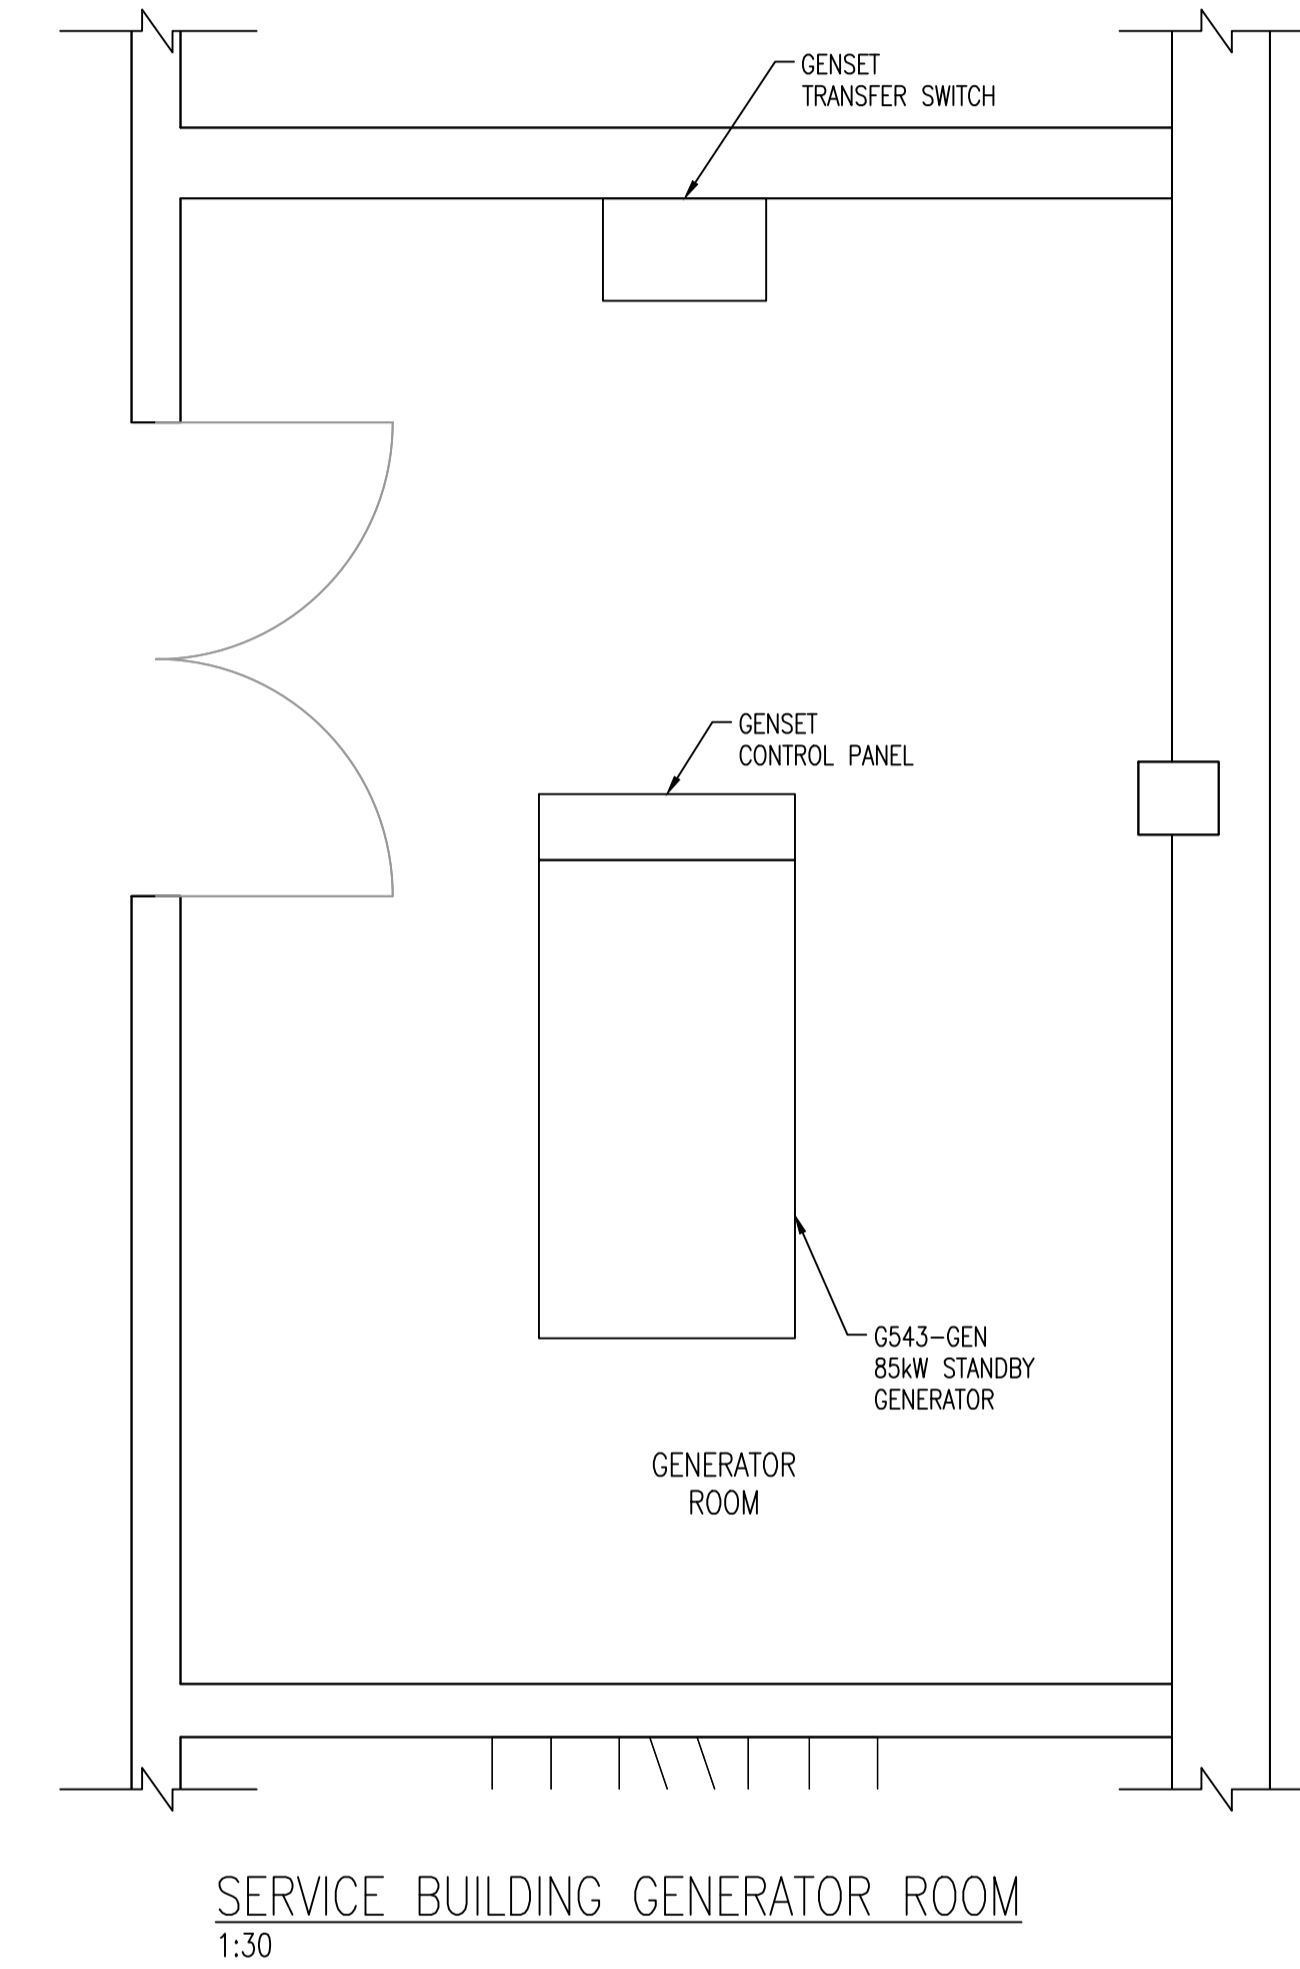 GENSET
TRANSFER SWITCH
GENSET
CONTROL PANEL
G543-GEN
85kW STANDBY
GENERATOR
GENERATOR
ROOM
SERVICE BUILDING GENERATOR ROOM
1:30